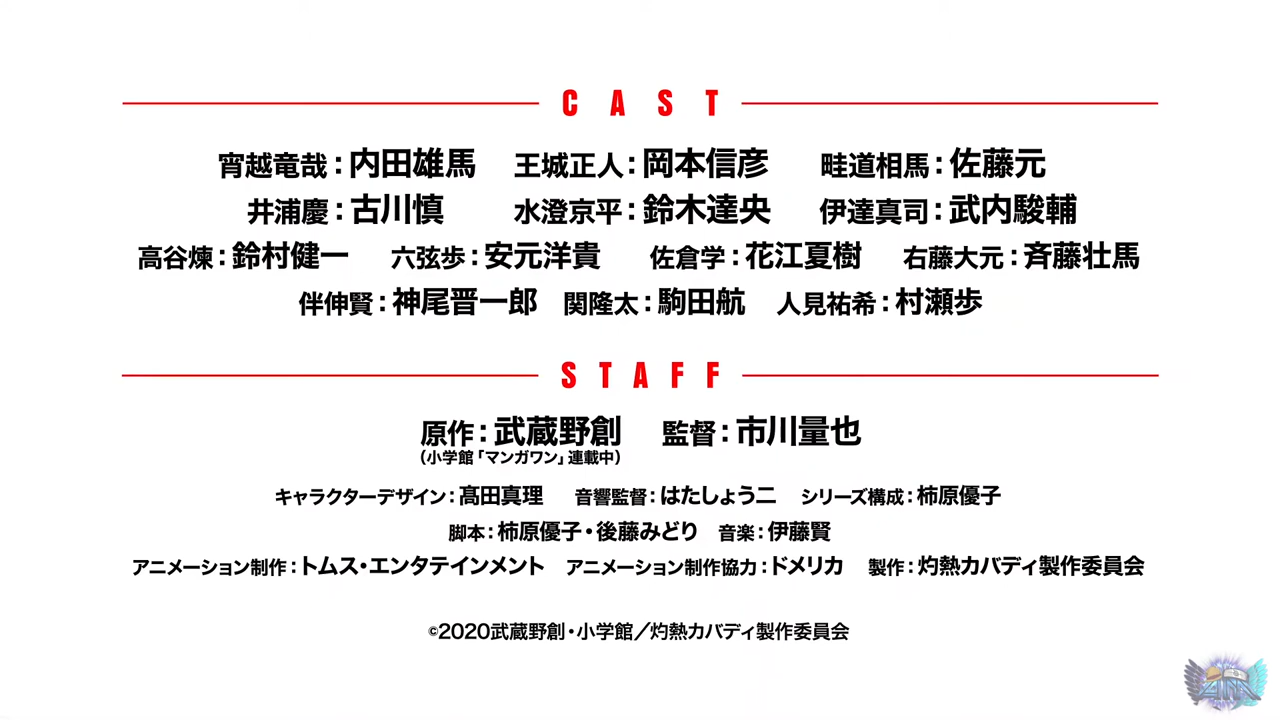 CAST
宵越竜哉：内田雄馬 王城正人：岡本信彦 畦道相馬：佐藤元
井浦慶：古川慎 水澄京平：鈴木達央 伊達真司：武内駿輔
高谷煉：鈴村健一 六弦歩：安元洋貴 佐倉学：花江夏樹 右藤大元：斉藤壮馬
伴伸賢：神尾晋一郎 関隆太：駒田航 人見祐希：村瀬歩
STAFF
原作：武蔵野創 監督：市川量也
（小学館「マンガワン」連載中）
キャラクターデザイン：髙田真理 音響監督：はたしょう二 シリーズ構成：柿原優子
脚本：柿原優子・後藤みどり 音楽：伊藤賢
アニメーション制作：トムス・エンタテインメント アニメーション制作協力：ドメリカ 製作：灼熱カバディ製作委員会
©2020武蔵野創・小学館／灼熱カバディ製作委員会